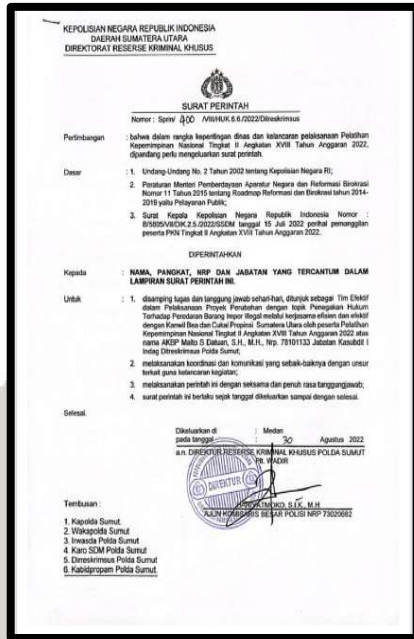 KEPOLISIAN NEGARA REPUBLIK INDONESIA
DAERAH SUMATERA UTARA
DIREKTORAT RESERSE KRIMINAL KHUSUS
SURAT PERINTAH
Nomor : Sprin/ 400 /VIII/HUK.6.6./2022/Ditreskrimsus
Pertimbangan : bahwa dalam rangka kepentingan dinas dan kelancaran pelaksanaan Pelatihan
Kepemimpinan Nasional Tingkat II Angkatan XVIII Tahun Anggaran 2022,
dipandang perlu mengeluarkan surat perintah.
Dasar : 1. Undang-Undang No. 2 Tahun 2002 tentang Kepolisian Negara RI;
2. Peraturan Menteri Pemberdayaan Aparatur Negara dan Reformasi Birokrasi
Nomor 11 Tahun 2015 tentang Roadmap Reformasi dan Birokrasi tahun 2014-
2019 yaitu Pelayanan Publik;
3. Surat Kepala Kepolisian Negara Republik Indonesia Nomor :
B/5805/VII/DIK.2.5./2022/SSDM tanggal 15 Juli 2022 perihal pemanggilan
peserta PKN Tingkat II Angkatan XVIII Tahun Anggaran 2022.
DIPERINTAHKAN
Kepada : NAMA, PANGKAT, NRP DAN JABATAN YANG TERCANTUM DALAM
LAMPIRAN SURAT PERINTAH INI.
Untuk : 1. disamping tugas dan tanggung jawab sehari-hari, ditunjuk sebagai Tim Efektif
dalam Pelaksanaan Proyek Perubahan dengan topik Penegakan Hukum
Terhadap Peredaran Barang Impor Illegal melalui kerjasama efisien dan efektif
dengan Kanwil Bea dan Cukai Propinsi Sumatera Utara oleh peserta Pelatihan
Kepemimpinan Nasional Tingkat II Angkatan XVIII Tahun Anggaran 2022 atas
nama AKBP Malto S Datuan, S.H., M.H., Nrp. 78101133 Jabatan Kasubdit I
Indag Ditreskrimsus Polda Sumut;
2. melaksanakan koordinasi dan komunikasi yang sebaik-baiknya dengan unsur
terkait guna kelancaran kegiatan;
3. melaksanakan perintah ini dengan seksama dan penuh rasa tanggungjawab;
4. surat perintah ini berlaku sejak tanggal dikeluarkan sampai dengan selesai.
Selesai.
Dikeluarkan di : Medan
pada tanggal : 30 Agustus 2022
a.n. DIREKTUR RESERSE KRIMINAL KHUSUS POLDA SUMUT
Plt. WADIR
DIREKTUR
S.I.K., M.H
AJUN KOMISARIS BESAR POLISI NRP 73020682
Tembusan :
1. Kapolda Sumut.
2. Wakapolda Sumut
3. Irwasda Polda Sumut
4. Karo SDM Polda Sumut
5. Dirreskrimsus Polda Sumut
6. Kabidpropam Polda Sumut.